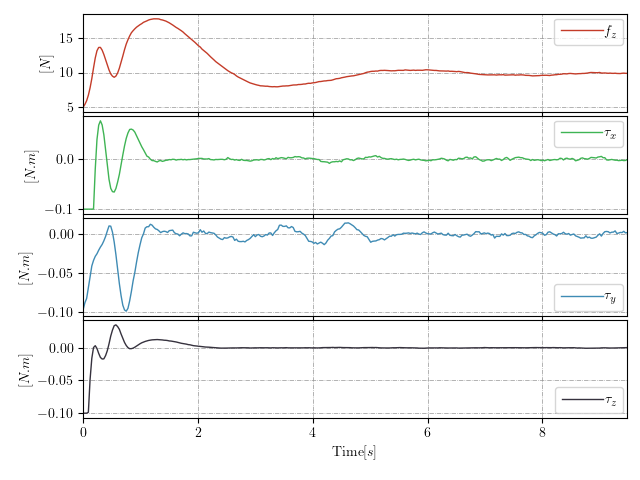 [N]
15
10
5
f_z
[N.m]
0.0
−0.1
τ_x
[N.m]
0.00
−0.05
−0.10
τ_y
[N.m]
0.00
−0.05
−0.10
τ_z
0 2 4 6 8
Time[s]